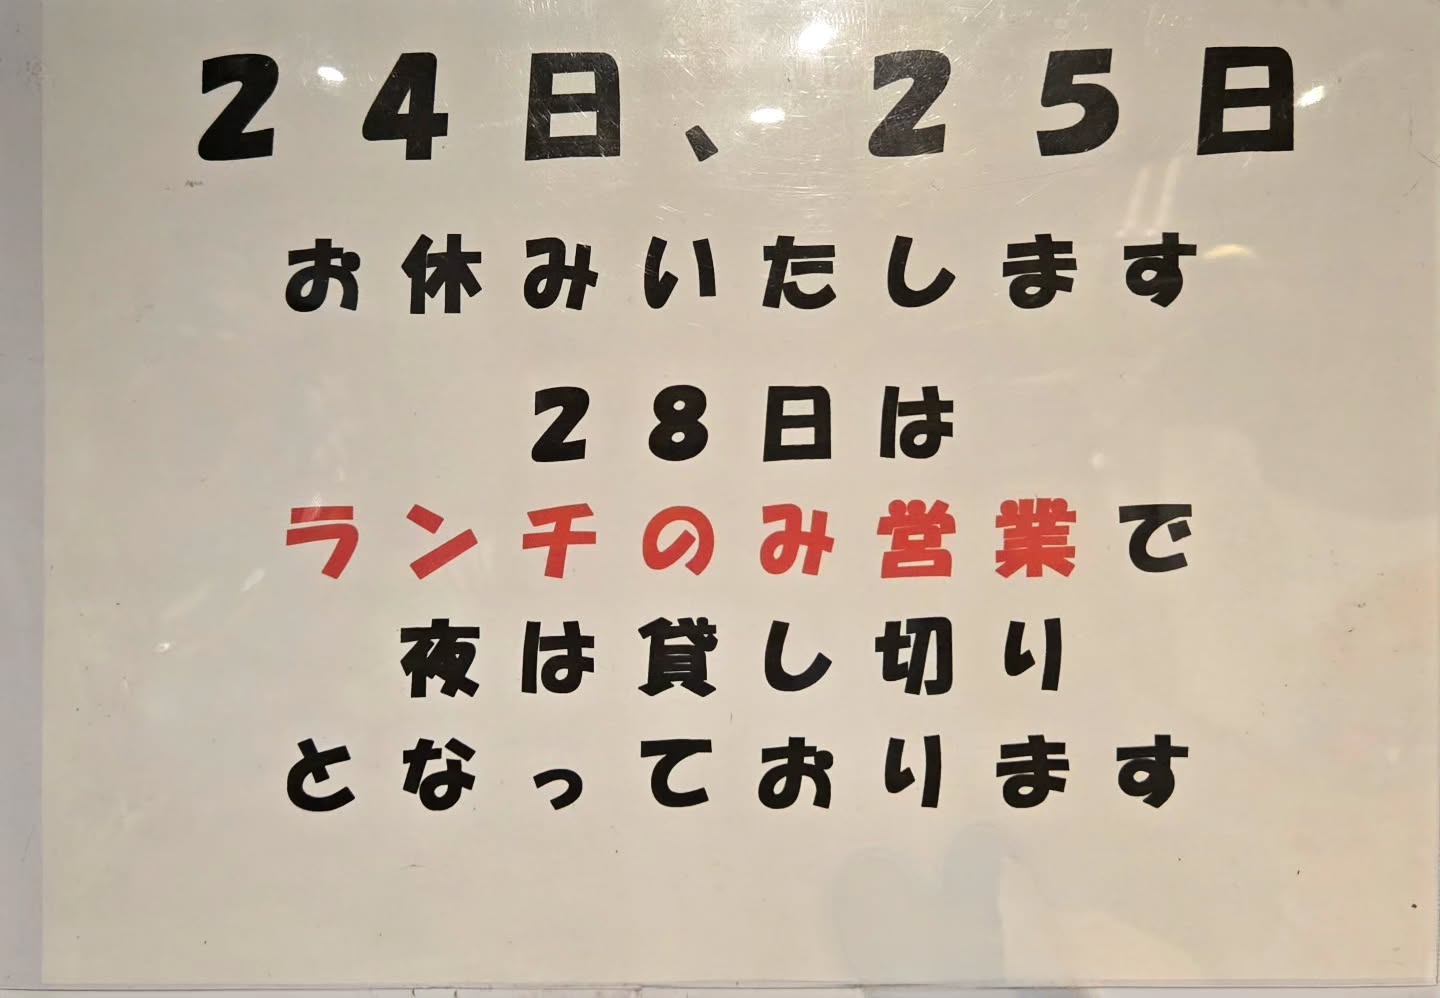 ２４日、２５日
お休みいたします
２８日は
ランチのみ営業で
夜は貸し切り
となっております